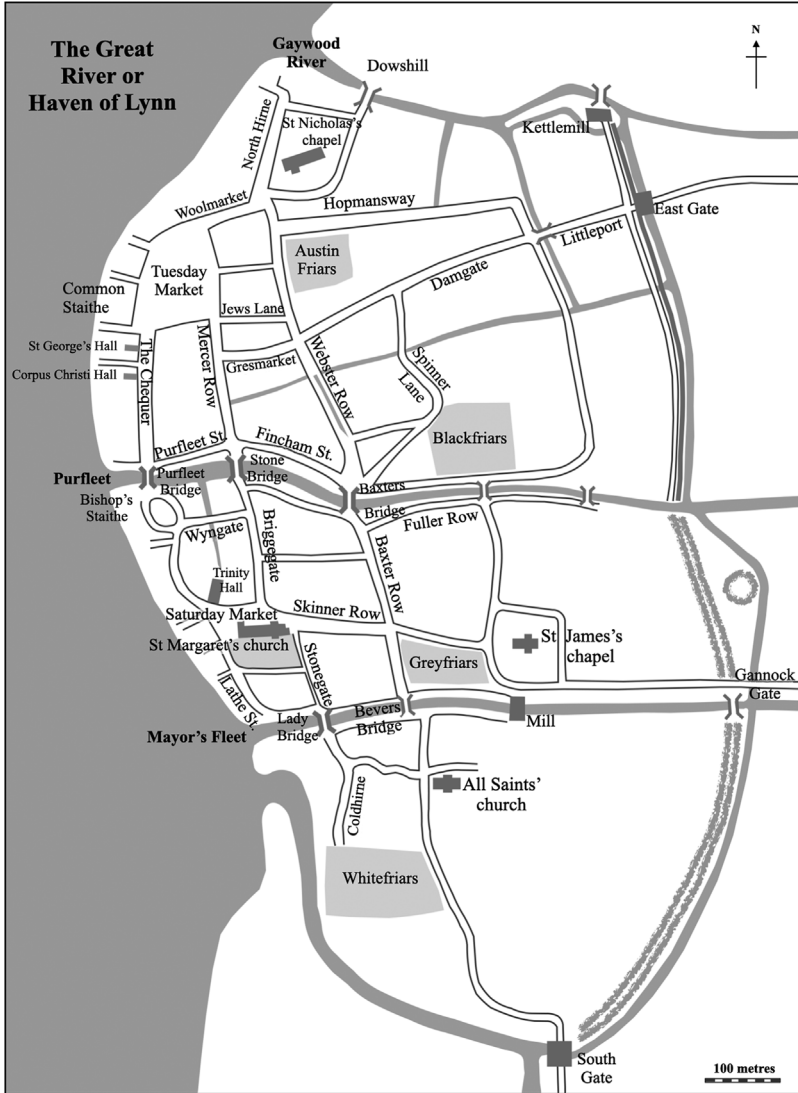 The Great
River or
Haven of Lynn
Gaywood
River
Dowshill
N
St Nicholas's
chapel
Kettlemill
North Hirne
Woolmarket
Hopmansway
East Gate
Littleport
Austin
Friars
Tuesday
Market
Damgate
Common
Staithe
Jews Lane
St George's Hall
The Chequer
Mercer Row
Gresmarket
Webster Row
Spinner
Lane
Corpus Christi Hall
Blackfriars
Purfleet St.
Fincham St.
Purfleet
Purfleet
Bridge
Stone
Bridge
Baxters
Bridge
Bishop's
Staithe
Fuller Row
Wyngate
Briggegate
Baxter Row
Trinity
Hall
Skinner Row
Saturday Market
St Margaret's church
Stonegate
Greyfriars
St James's
chapel
Gannock
Gate
Lathe St.
Mayor's Fleet
Lady
Bridge
Bevers
Bridge
Mill
Coldhirne
All Saints'
church
Whitefriars
South
Gate
100 metres